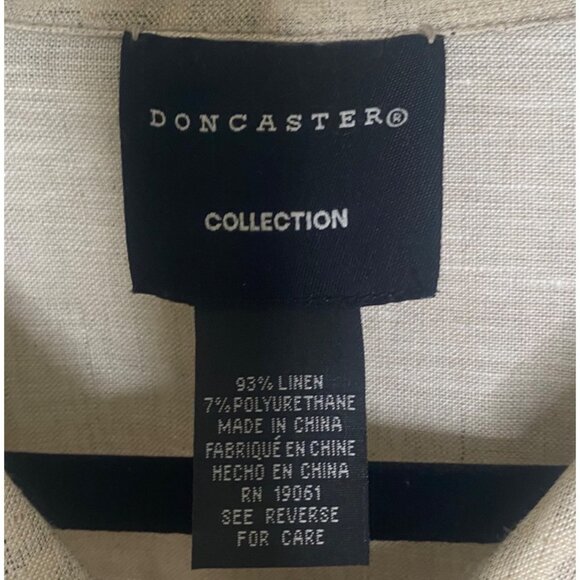 DONCASTER®
COLLECTION
93% LINEN
7% POLYURETHANE
MADE IN CHINA
FABRIQUÉ EN CHINE
HECHO EN CHINA
RN 19061
SEE REVERSE
FOR CARE